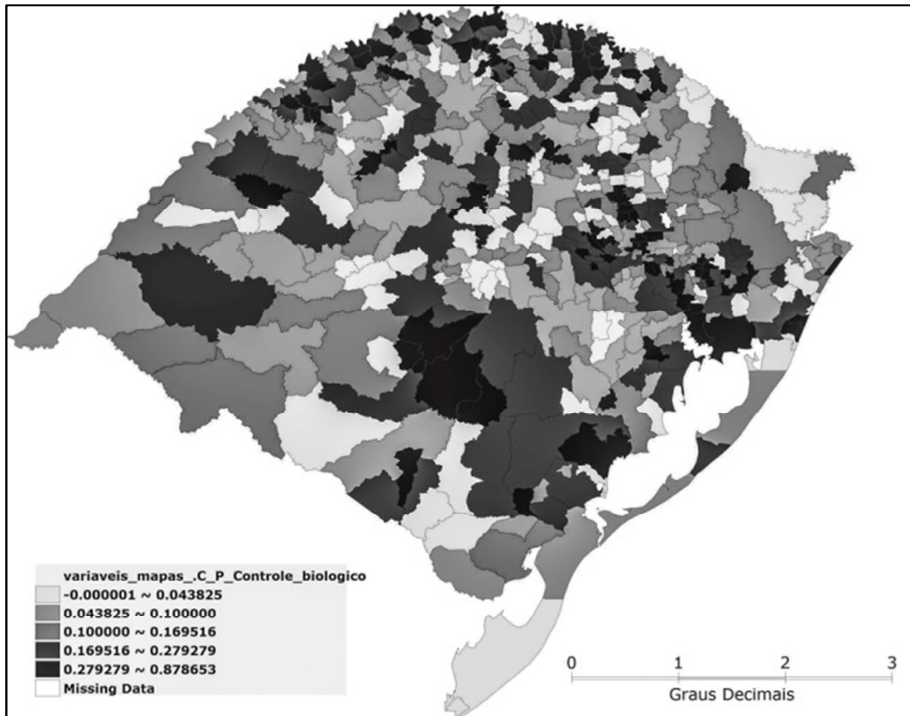 variaveis_mapas_.C_P_Controle_biologico
-0.000001 ~ 0.043825
0.043825 ~ 0.100000
0.100000 ~ 0.169516
0.169516 ~ 0.279279
0.279279 ~ 0.878653
Missing Data
0 1 2 3
Graus Decimais